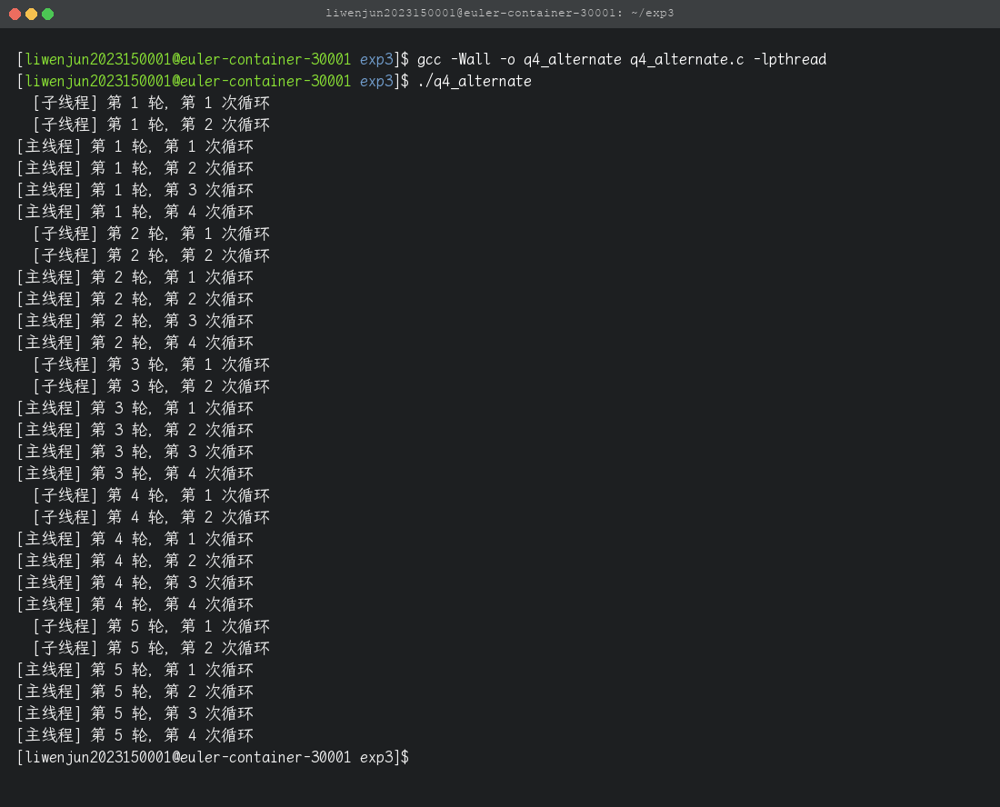 liwenjun2023150001@euler-container-30001: ~/exp3
[liwenjun2023150001@euler-container-30001 exp3]$ gcc -Wall -o q4_alternate q4_alternate.c -lpthread
[liwenjun2023150001@euler-container-30001 exp3]$ ./q4_alternate
  [子线程] 第 1 轮, 第 1 次循环
  [子线程] 第 1 轮, 第 2 次循环
[主线程] 第 1 轮, 第 1 次循环
[主线程] 第 1 轮, 第 2 次循环
[主线程] 第 1 轮, 第 3 次循环
[主线程] 第 1 轮, 第 4 次循环
  [子线程] 第 2 轮, 第 1 次循环
  [子线程] 第 2 轮, 第 2 次循环
[主线程] 第 2 轮, 第 1 次循环
[主线程] 第 2 轮, 第 2 次循环
[主线程] 第 2 轮, 第 3 次循环
[主线程] 第 2 轮, 第 4 次循环
  [子线程] 第 3 轮, 第 1 次循环
  [子线程] 第 3 轮, 第 2 次循环
[主线程] 第 3 轮, 第 1 次循环
[主线程] 第 3 轮, 第 2 次循环
[主线程] 第 3 轮, 第 3 次循环
[主线程] 第 3 轮, 第 4 次循环
  [子线程] 第 4 轮, 第 1 次循环
  [子线程] 第 4 轮, 第 2 次循环
[主线程] 第 4 轮, 第 1 次循环
[主线程] 第 4 轮, 第 2 次循环
[主线程] 第 4 轮, 第 3 次循环
[主线程] 第 4 轮, 第 4 次循环
  [子线程] 第 5 轮, 第 1 次循环
  [子线程] 第 5 轮, 第 2 次循环
[主线程] 第 5 轮, 第 1 次循环
[主线程] 第 5 轮, 第 2 次循环
[主线程] 第 5 轮, 第 3 次循环
[主线程] 第 5 轮, 第 4 次循环
[liwenjun2023150001@euler-container-30001 exp3]$